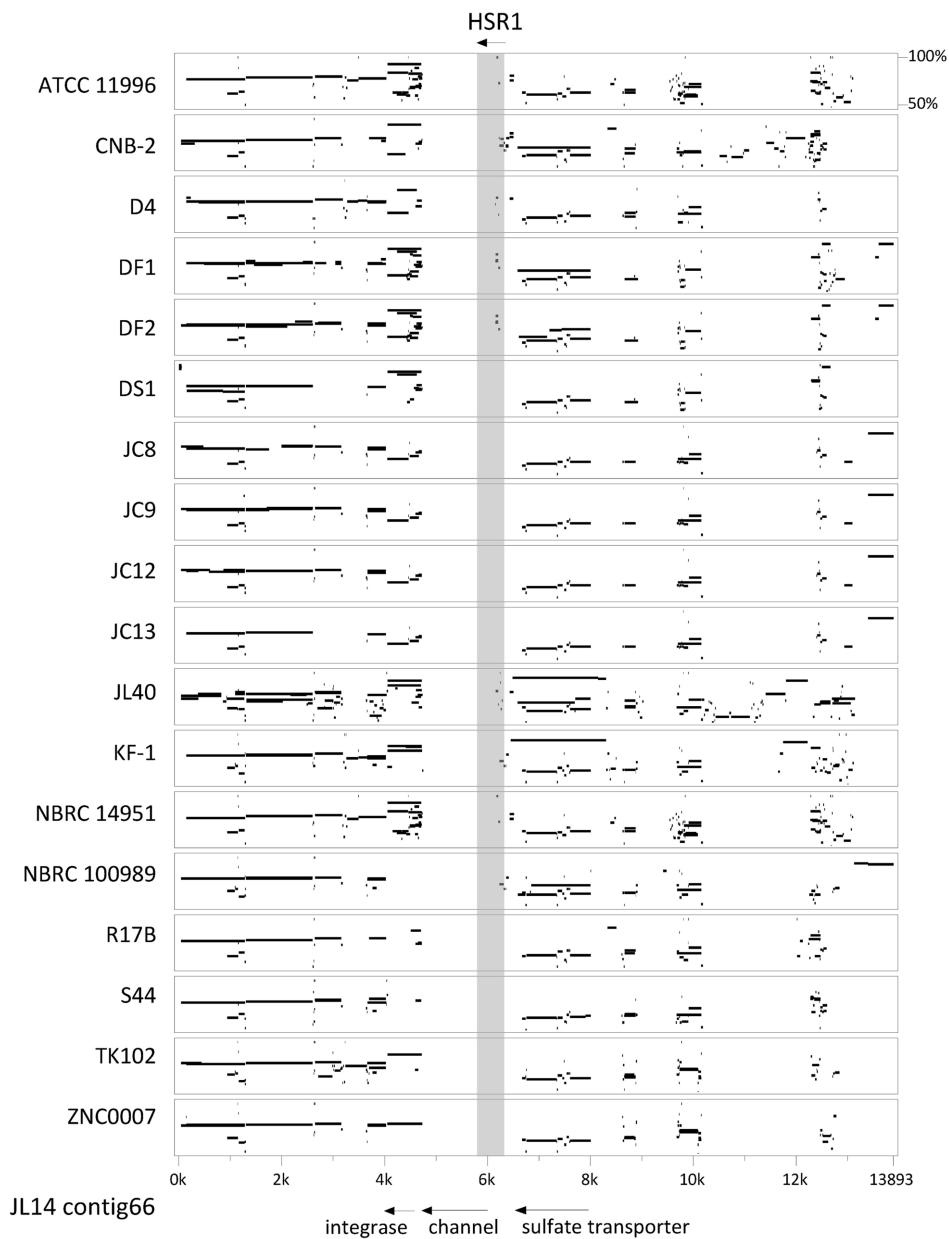 HSR1
ATCC 11996
100%
50%
CNB-2
D4
DF1
DF2
DS1
JC8
JC9
JC12
JC13
JL40
KF-1
NBRC 14951
NBRC 100989
R17B
S44
TK102
ZNC0007
0k 2k 4k 6k 8k 10k 12k 13893
JL14 contig66
integrase channel sulfate transporter